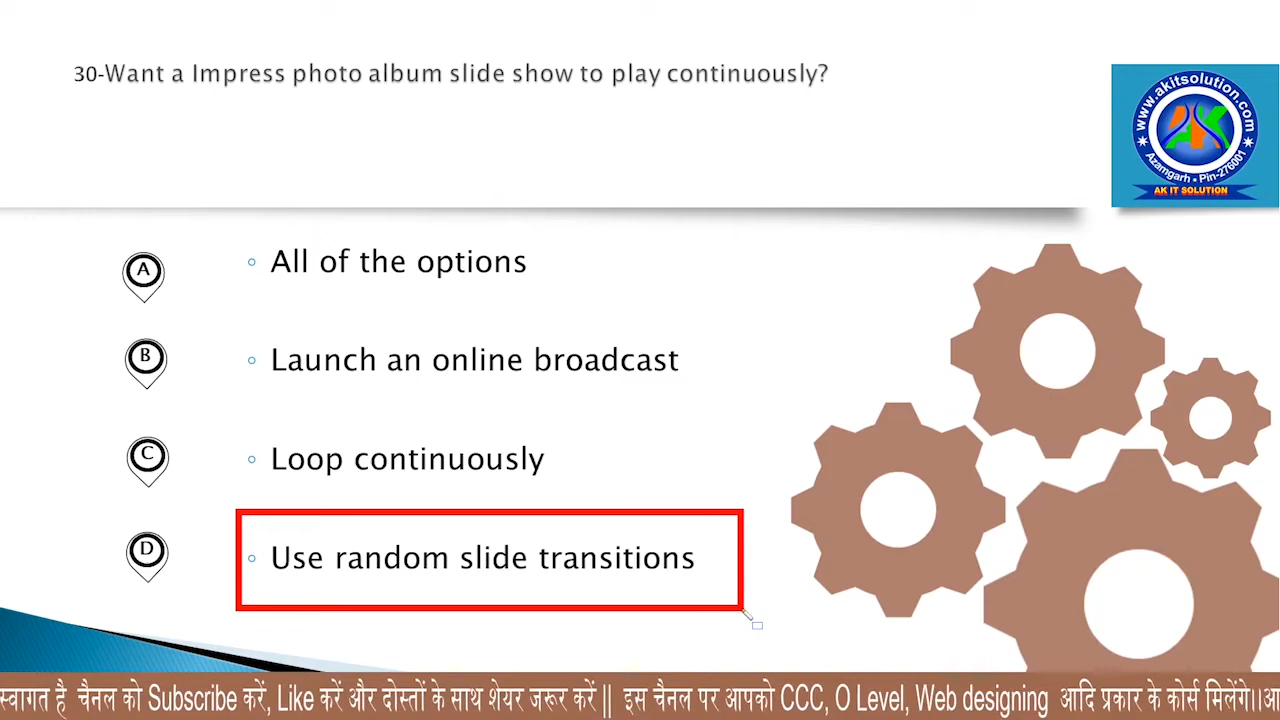 30-Want a Impress photo album slide show to play continuously?
www.akitsolution.com
AK
Azamgarh • Pin-276001
AK IT SOLUTION
A
All of the options
B
Launch an online broadcast
C
Loop continuously
D
Use random slide transitions
स्वागत है चैनल को Subscribe करें, Like करें और दोस्तों के साथ शेयर जरूर करें || इस चैनल पर आपको CCC, O Level, Web designing आदि प्रकार के कोर्स मिलेंगे।।आ